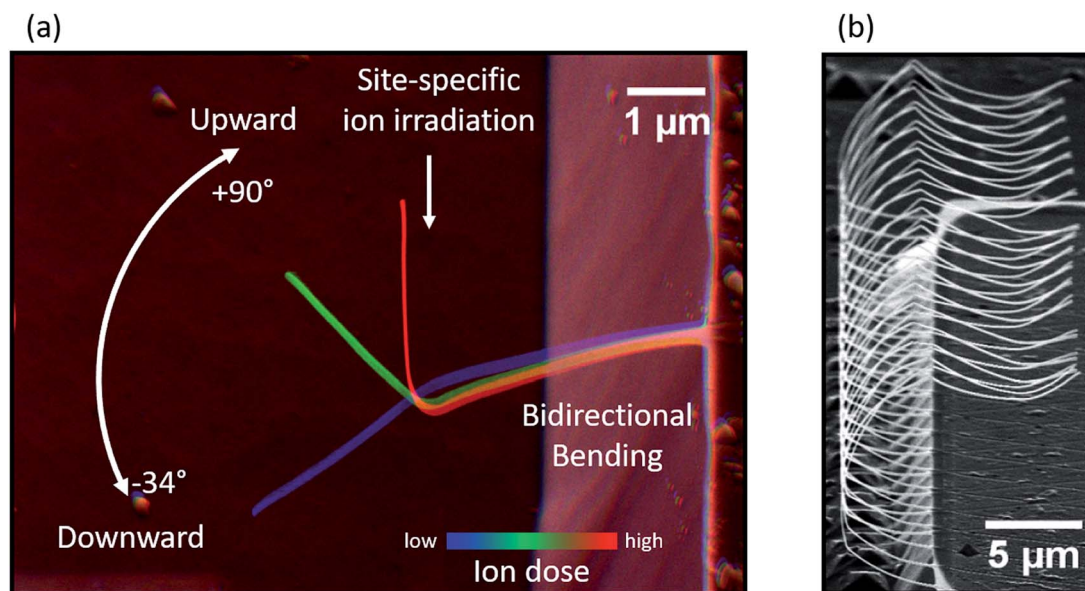 (a)
(b)
Site-specific
ion irradiation
1 µm
Upward
+90°
Bidirectional
Bending
-34°
Downward
low
high
Ion dose
5 µm